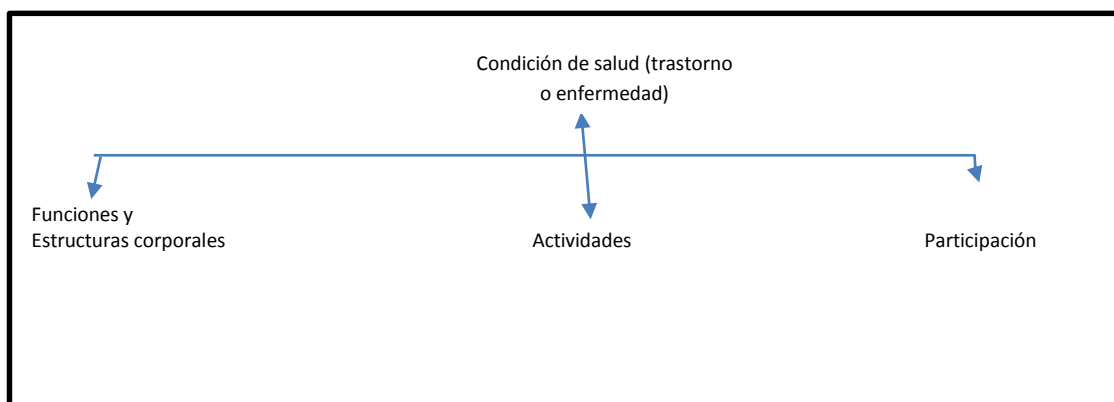 Condición de salud (trastorno
o enfermedad)
Funciones y
Estructuras corporales
Actividades
Participación